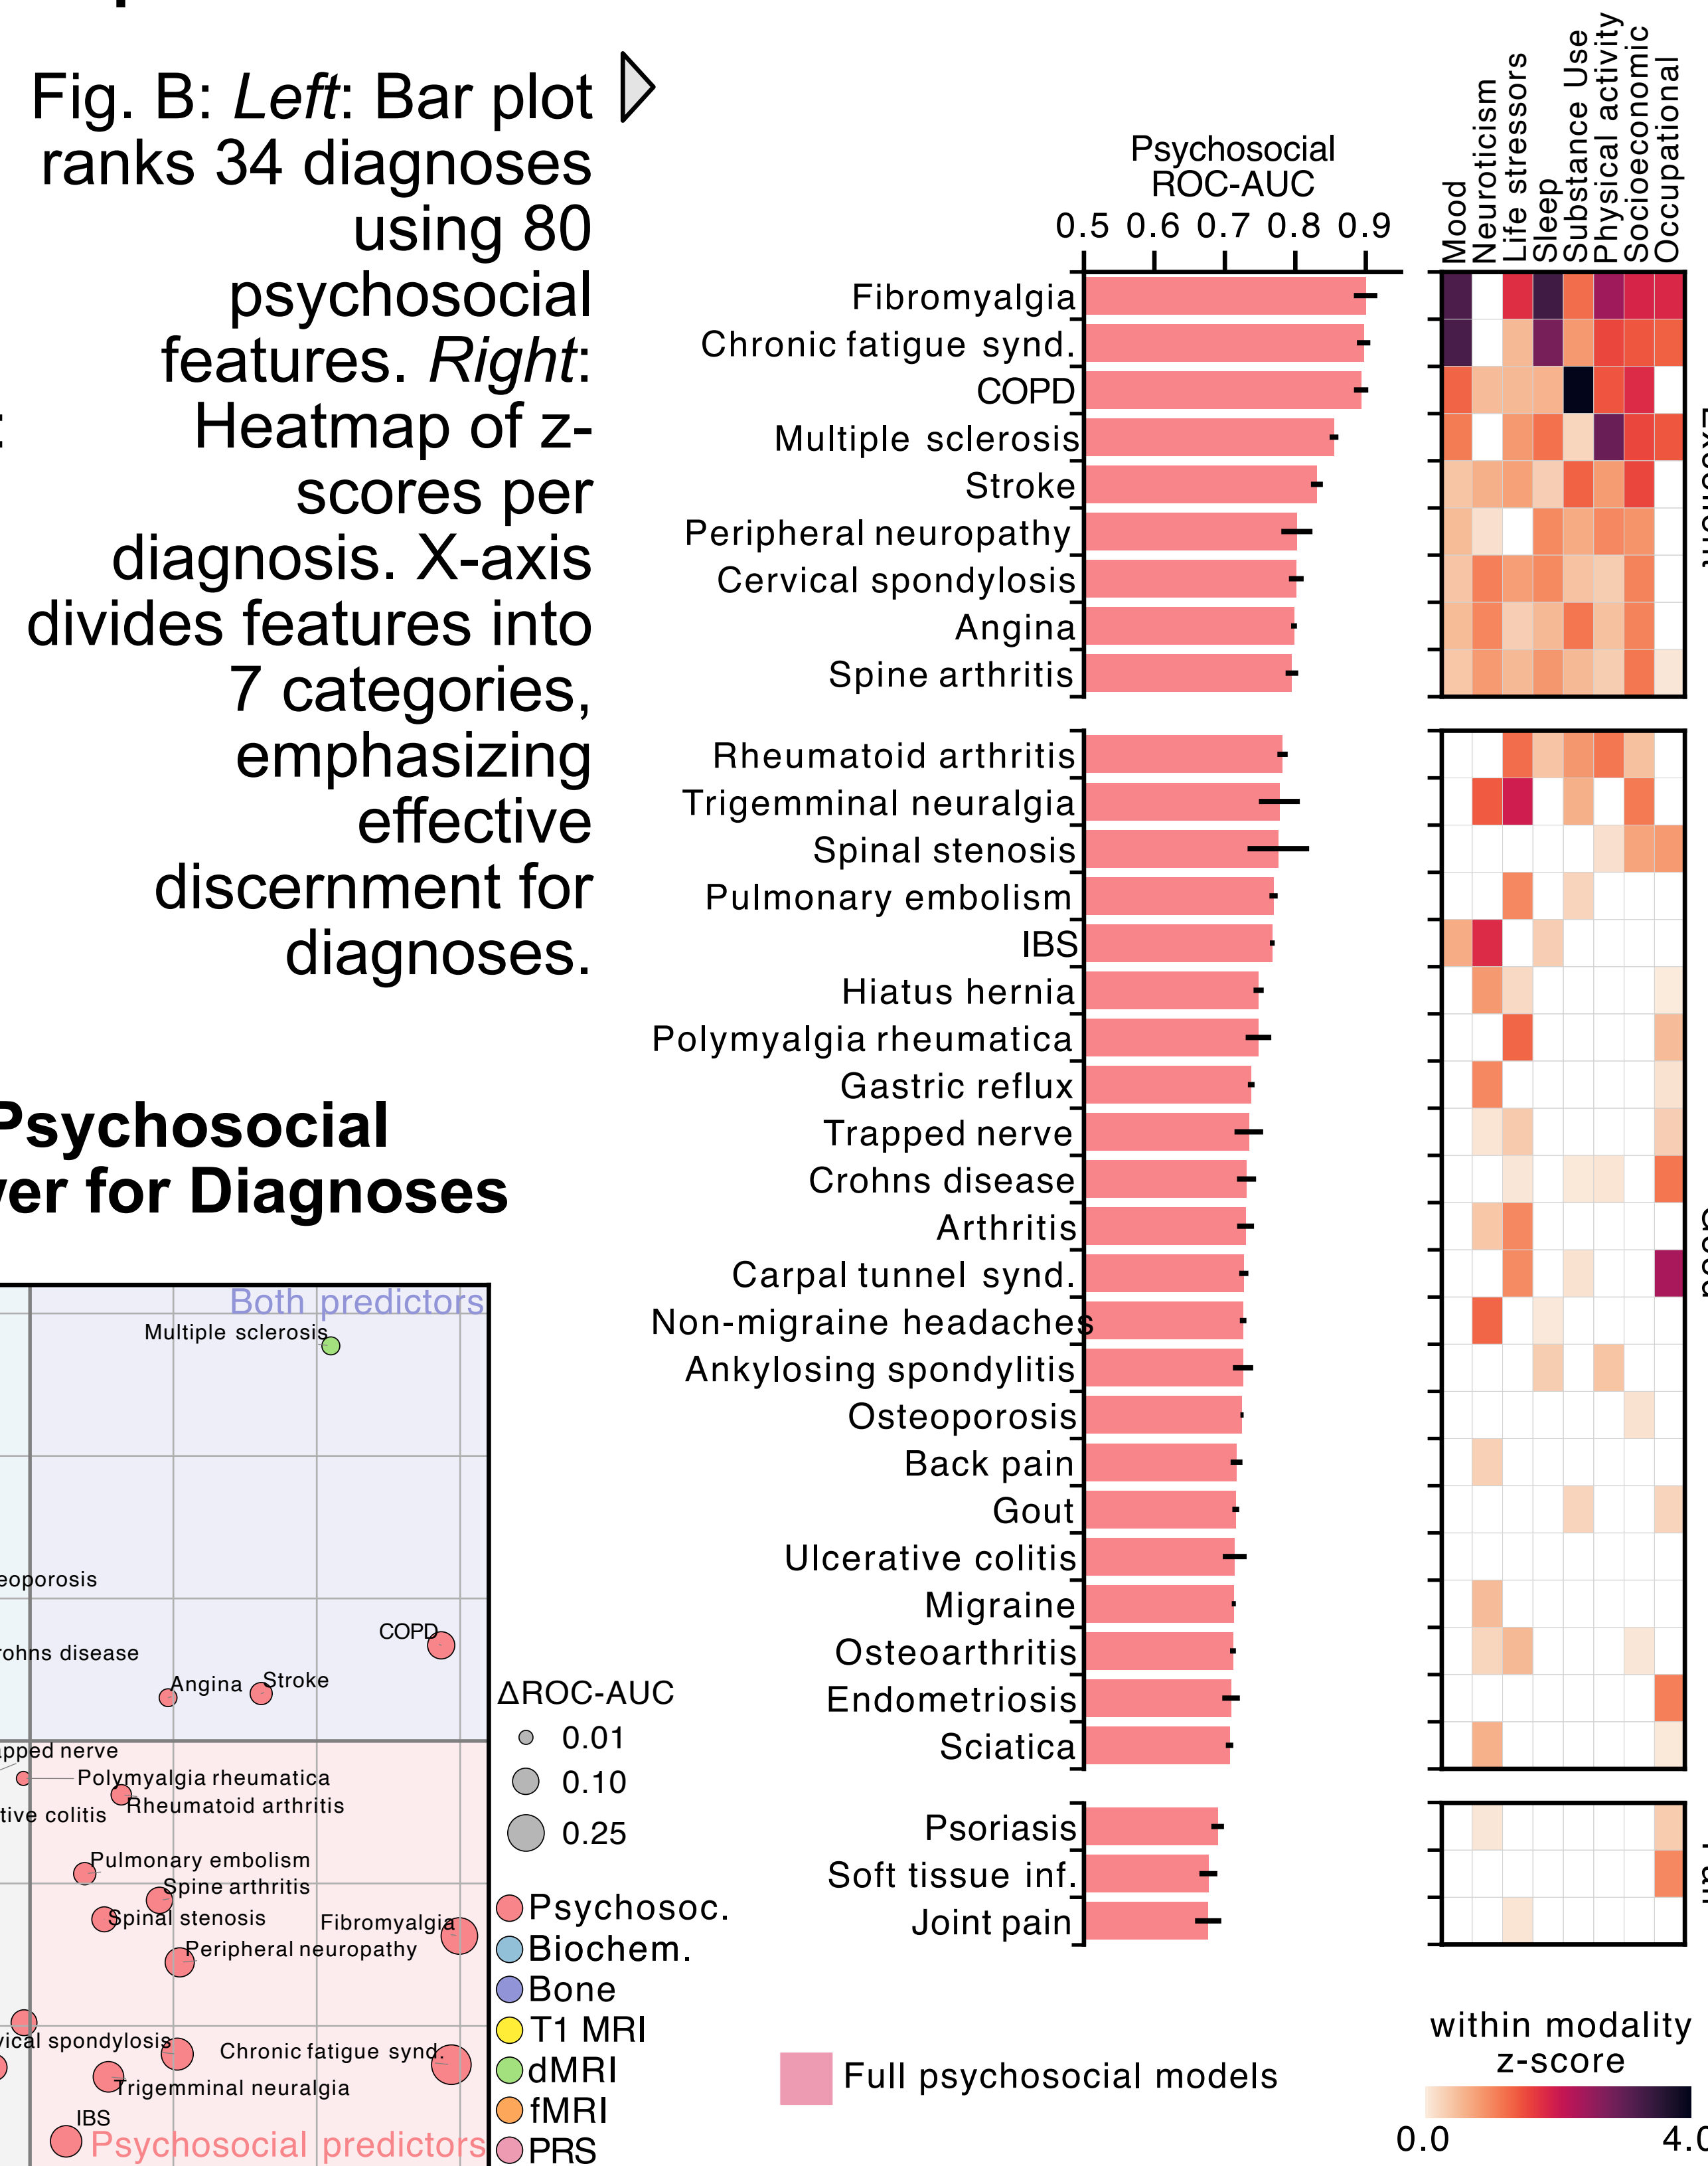 Fig. B: Left: Bar plot
ranks 34 diagnoses
using 80
psychosocial
features. Right:
Heatmap of z-
scores per
diagnosis. X-axis
divides features into
7 categories,
emphasizing
effective
discernment for
diagnoses.
Psychosocial
ROC-AUC
0.5 0.6 0.7 0.8 0.9
Mood
Neuroticism
Life stressors
Sleep
Substance Use
Physical activity
Socioeconomic
Occupational
Fibromyalgia
Chronic fatigue synd.
COPD
Multiple sclerosis
Stroke
Peripheral neuropathy
Cervical spondylosis
Angina
Spine arthritis
Rheumatoid arthritis
Trigemminal neuralgia
Spinal stenosis
Pulmonary embolism
IBS
Hiatus hernia
Polymyalgia rheumatica
Gastric reflux
Trapped nerve
Crohns disease
Arthritis
Carpal tunnel synd.
Non-migraine headaches
Ankylosing spondylitis
Osteoporosis
Back pain
Gout
Ulcerative colitis
Migraine
Osteoarthritis
Endometriosis
Sciatica
Psoriasis
Soft tissue inf.
Joint pain
Full psychosocial models
within modality
z-score
0.0 4.0
Psychosocial
er for Diagnoses
Both predictors
Multiple sclerosis
eoporosis
COPD
rohns disease
Angina
Stroke
apped nerve
Polymyalgia rheumatica
Rheumatoid arthritis
tive colitis
Pulmonary embolism
Spine arthritis
Spinal stenosis
Fibromyalgia
Peripheral neuropathy
vical spondylosis
Chronic fatigue synd.
Trigemminal neuralgia
IBS
Psychosocial predictors
ΔROC-AUC
0.01
0.10
0.25
Psychosoc.
Biochem.
Bone
T1 MRI
dMRI
fMRI
PRS